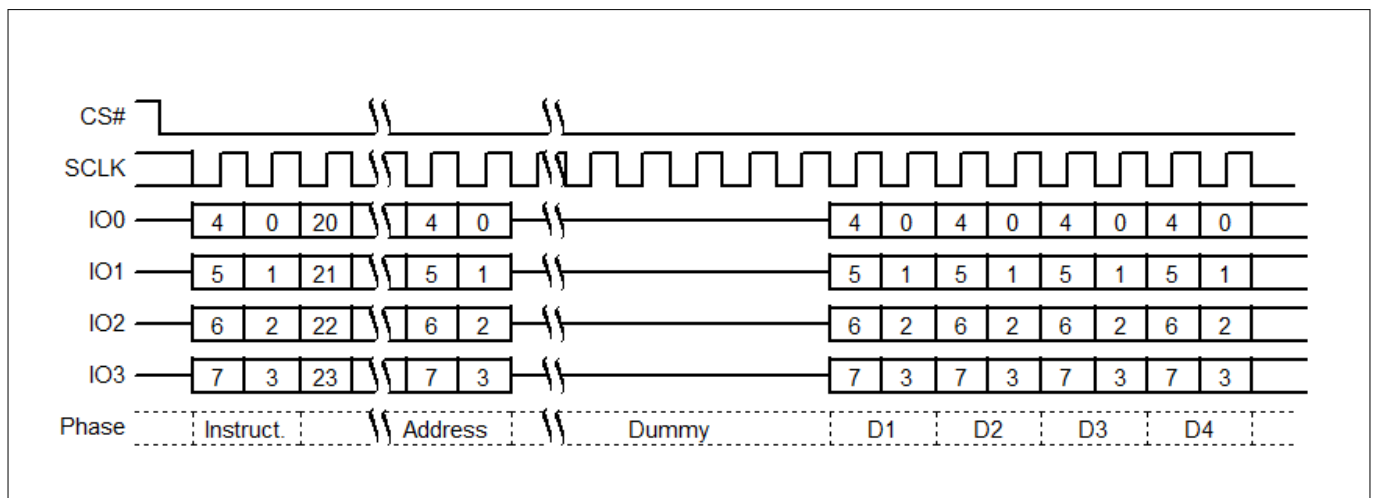 CS#
SCLK
IO0 4 0 20 4 0 4 0 4 0 4 0 4 0
IO1 5 1 21 5 1 5 1 5 1 5 1 5 1
IO2 6 2 22 6 2 6 2 6 2 6 2 6 2
IO3 7 3 23 7 3 7 3 7 3 7 3 7 3
Phase Instruct. Address Dummy D1 D2 D3 D4